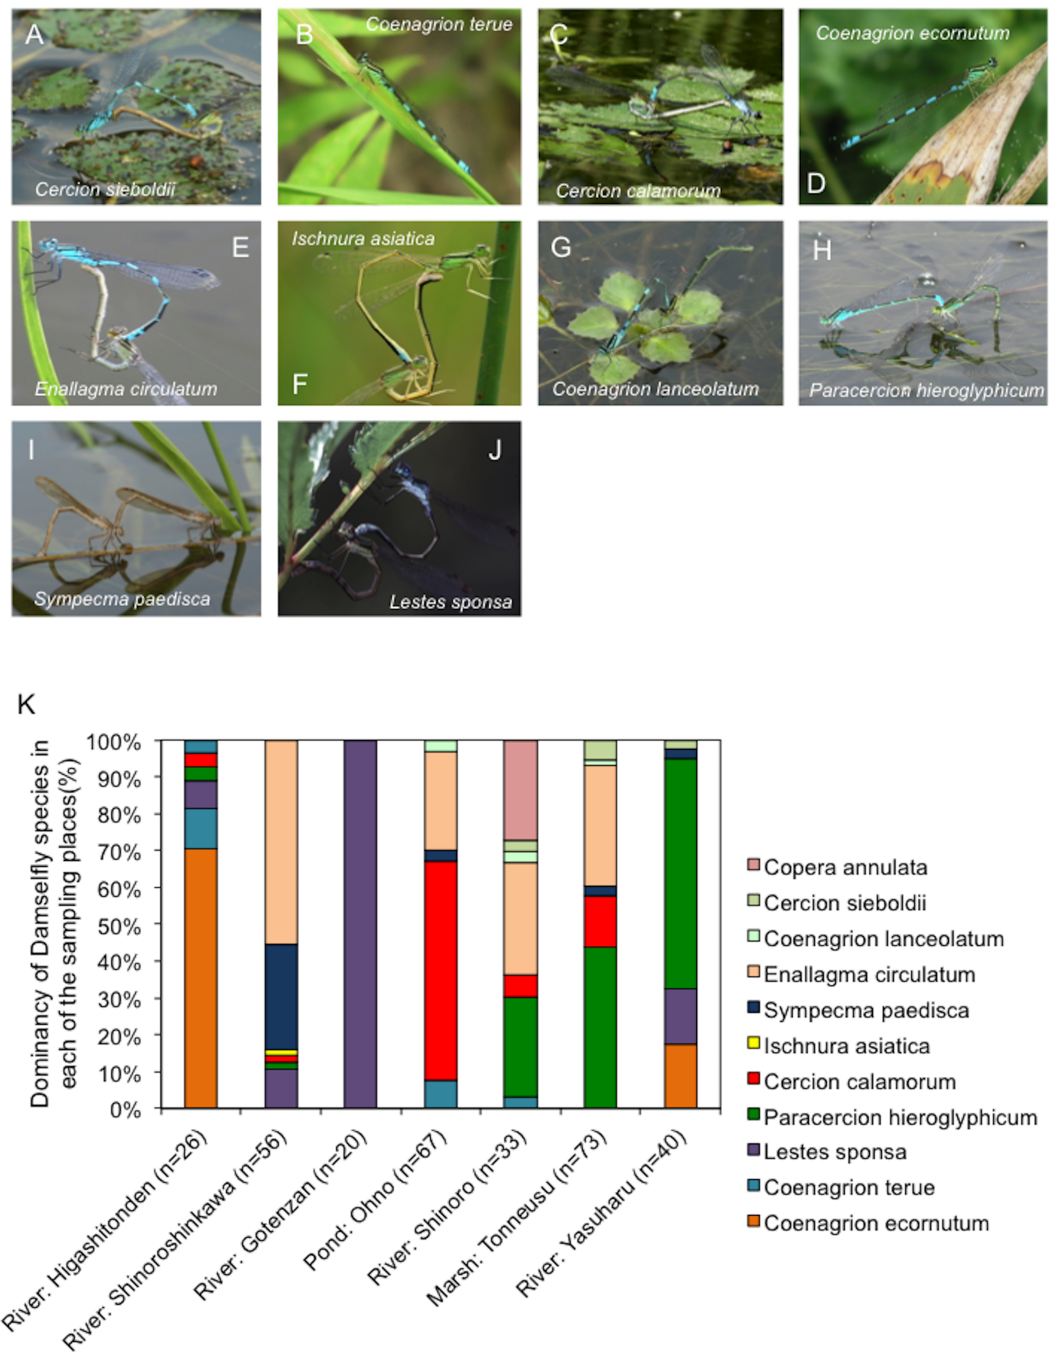 A
Cercion sieboldii
B
Coenagrion terue
C
Cercion calamorum
Coenagrion ecornutum
D
E
Enallagma circulatum
Ischnura asiatica
F
G
Coenagrion lanceolatum
H
Paracercion hieroglyphicum
I
Sympecma paedisca
J
Lestes sponsa
K
Dominancy of Damselfly species in
each of the sampling places(%)
100%
90%
80%
70%
60%
50%
40%
30%
20%
10%
0%
River: Higashitonden (n=26)
River: Shinoroshinkawa (n=56)
River: Gotenzan (n=20)
Pond: Ohno (n=67)
River: Shinoro (n=33)
Marsh: Tonneusu (n=73)
River: Yasuharu (n=40)
Copera annulata
Cercion sieboldii
Coenagrion lanceolatum
Enallagma circulatum
Sympecma paedisca
Ischnura asiatica
Cercion calamorum
Paracercion hieroglyphicum
Lestes sponsa
Coenagrion terue
Coenagrion ecornutum